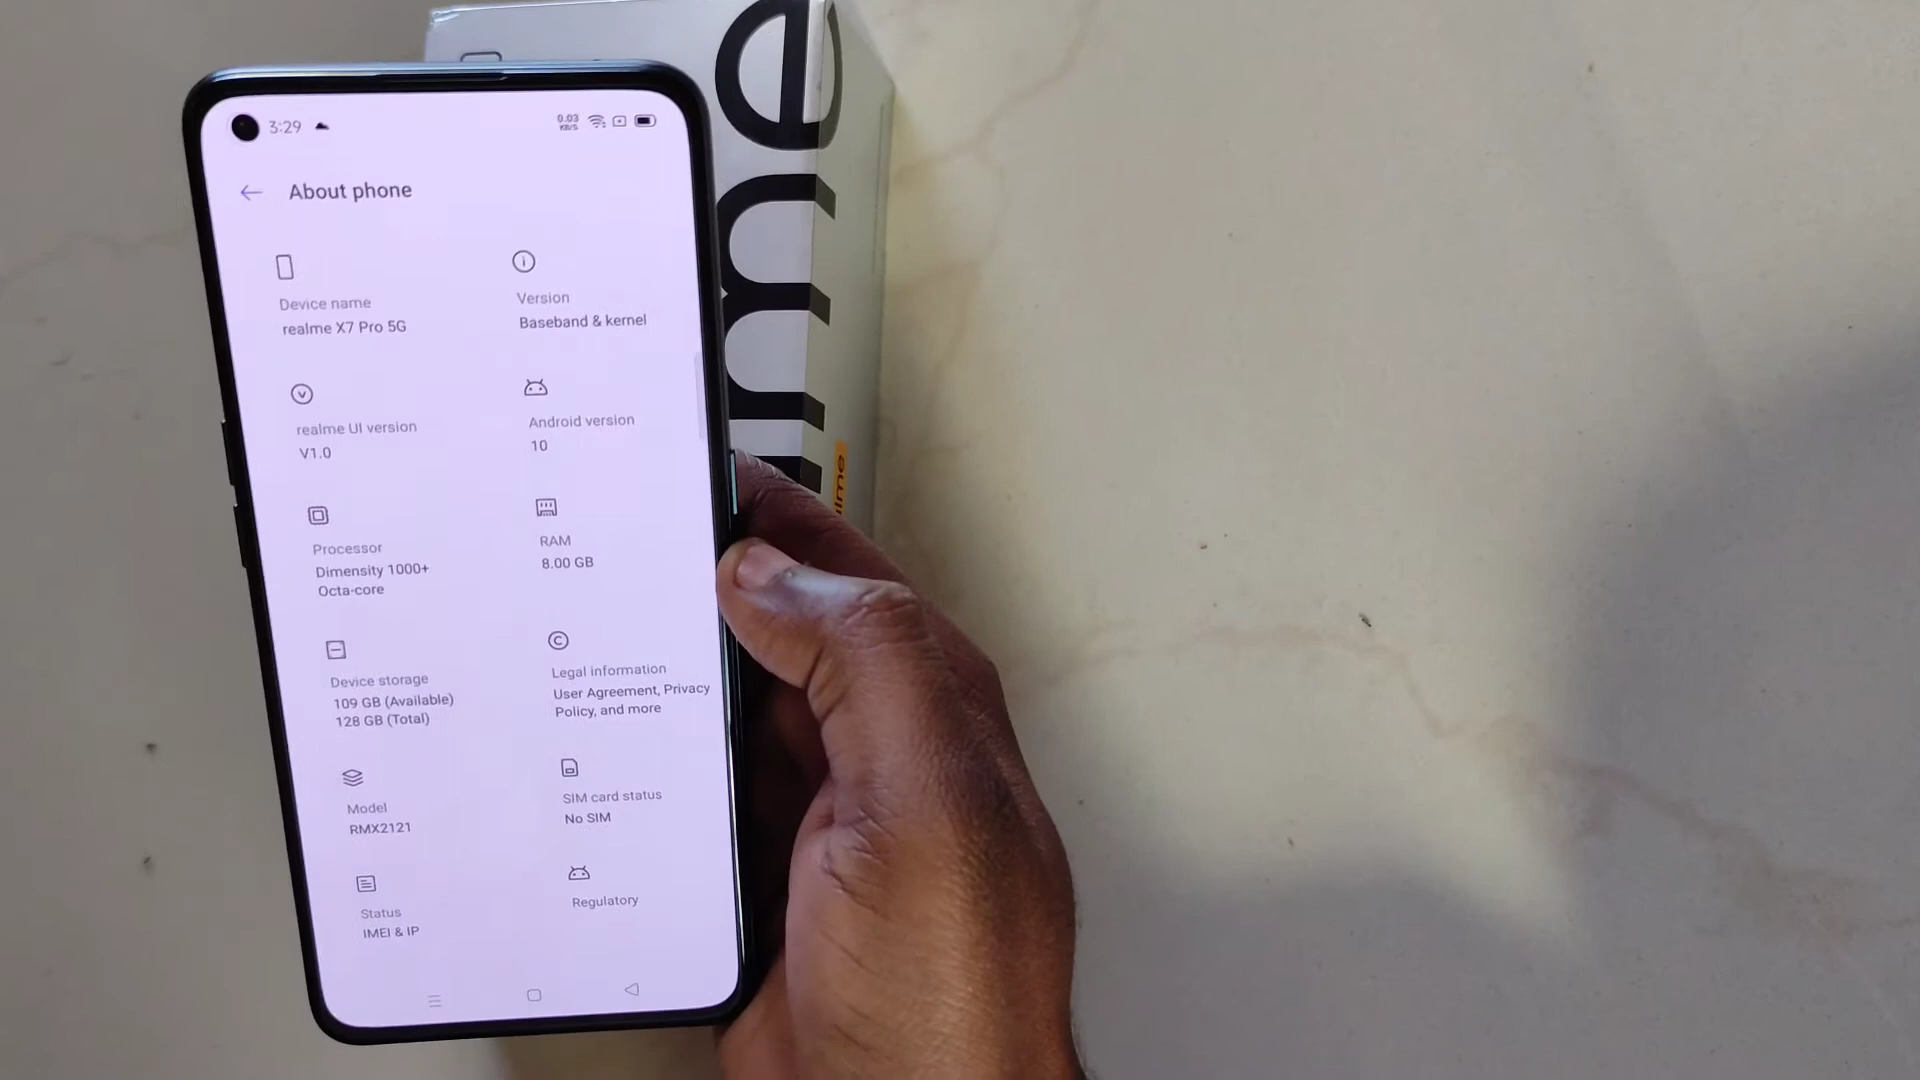 3:29
0.03
KB/S
About phone
Device name
realme X7 Pro 5G
Version
Baseband & kernel
realme UI version
V1.0
Android version
10
Processor
Dimensity 1000+
Octa-core
RAM
8.00 GB
Device storage
109 GB (Available)
128 GB (Total)
Legal information
User Agreement, Privacy
Policy, and more
Model
RMX2121
SIM card status
No SIM
Status
IMEI & IP
Regulatory